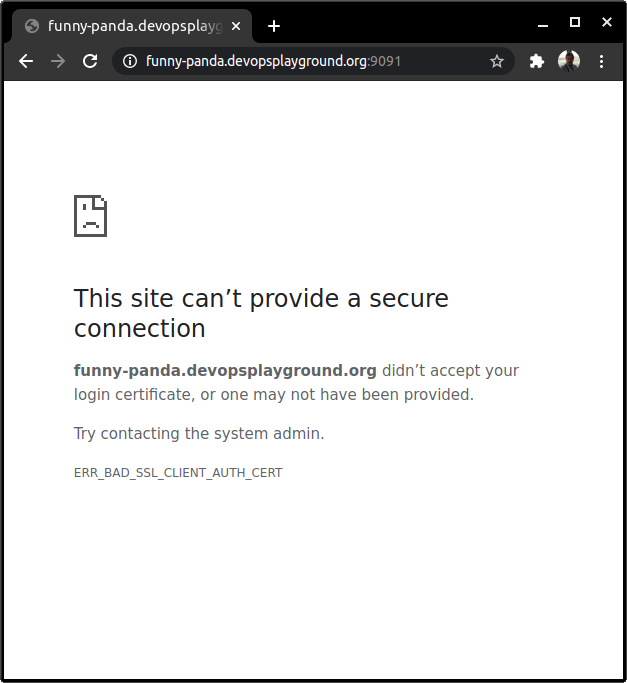 funny-panda.devopsplayg
funny-panda.devopsplayground.org:9091
This site can’t provide a secure
connection
funny-panda.devopsplayground.org didn’t accept your
login certificate, or one may not have been provided.
Try contacting the system admin.
ERR_BAD_SSL_CLIENT_AUTH_CERT